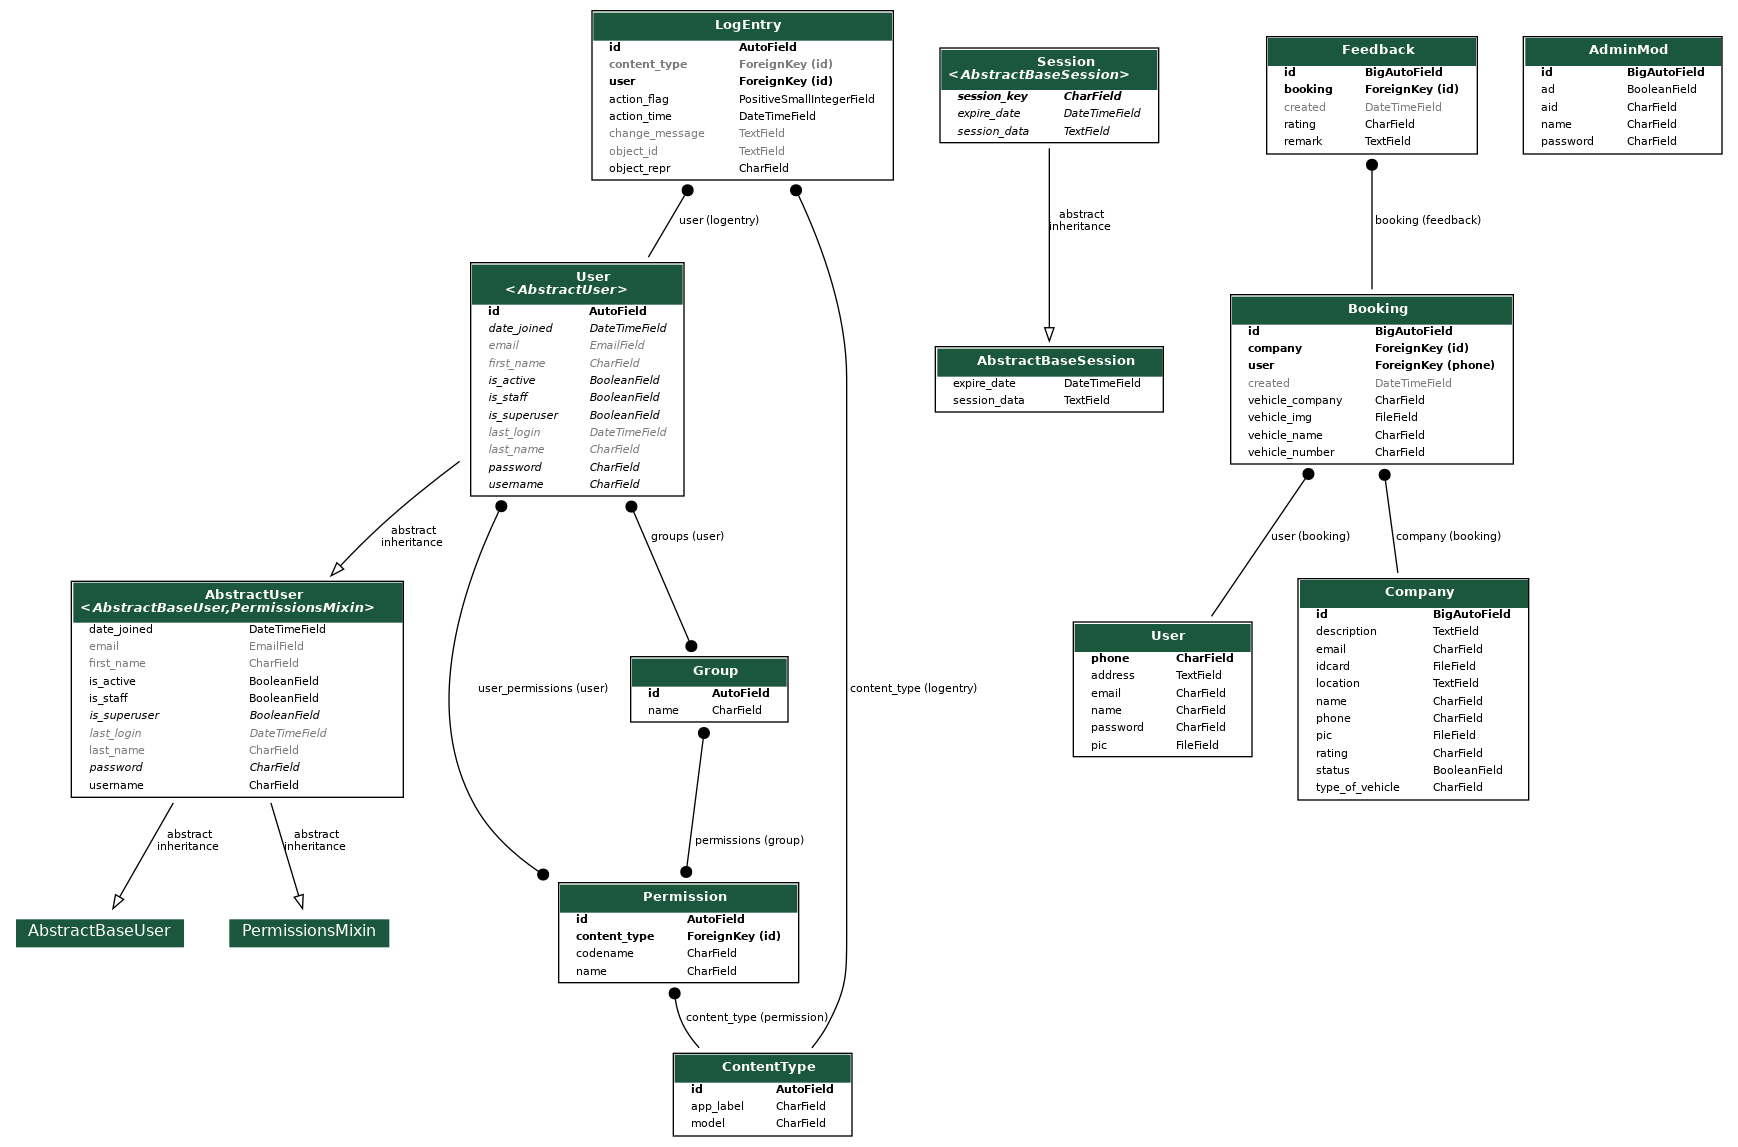 LogEntry
id AutoField
content_type ForeignKey (id)
user ForeignKey (id)
action_flag PositiveSmallIntegerField
action_time DateTimeField
change_message TextField
object_id TextField
object_repr CharField
Session
<AbstractBaseSession>
session_key CharField
expire_date DateTimeField
session_data TextField
Feedback
id BigAutoField
booking ForeignKey (id)
created DateTimeField
rating CharField
remark TextField
AdminMod
id BigAutoField
ad BooleanField
aid CharField
name CharField
password CharField
user (logentry)
abstract
inheritance
booking (feedback)
User
<AbstractUser>
id AutoField
date_joined DateTimeField
email EmailField
first_name CharField
is_active BooleanField
is_staff BooleanField
is_superuser BooleanField
last_login DateTimeField
last_name CharField
password CharField
username CharField
AbstractBaseSession
expire_date DateTimeField
session_data TextField
Booking
id BigAutoField
company ForeignKey (id)
user ForeignKey (phone)
created DateTimeField
vehicle_company CharField
vehicle_img FileField
vehicle_name CharField
vehicle_number CharField
abstract
inheritance
groups (user)
user (booking)
company (booking)
AbstractUser
<AbstractBaseUser,PermissionsMixin>
date_joined DateTimeField
email EmailField
first_name CharField
is_active BooleanField
is_staff BooleanField
is_superuser BooleanField
last_login DateTimeField
last_name CharField
password CharField
username CharField
user_permissions (user)
Group
id AutoField
name CharField
content_type (logentry)
User
phone CharField
address TextField
email CharField
name CharField
password CharField
pic FileField
Company
id BigAutoField
description TextField
email CharField
idcard FileField
location TextField
name CharField
phone CharField
pic FileField
rating CharField
status BooleanField
type_of_vehicle CharField
abstract
inheritance
abstract
inheritance
permissions (group)
AbstractBaseUser
PermissionsMixin
Permission
id AutoField
content_type ForeignKey (id)
codename CharField
name CharField
content_type (permission)
ContentType
id AutoField
app_label CharField
model CharField